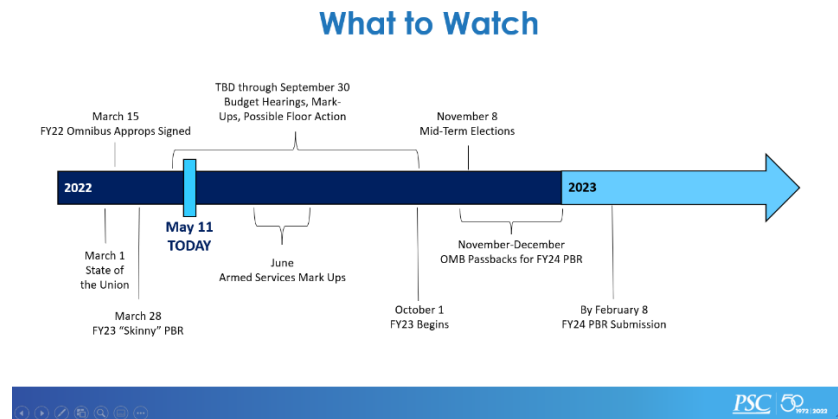 What to Watch
TBD through September 30
Budget Hearings, Mark-
Ups, Possible Floor Action
March 15
FY22 Omnibus Approps Signed
November 8
Mid-Term Elections
2022
2023
May 11
TODAY
March 1
State of
the Union
June
Armed Services Mark Ups
November-December
OMB Passbacks for FY24 PBR
March 28
FY23 “Skinny” PBR
October 1
FY23 Begins
By February 8
FY24 PBR Submission
PSC
50
1972|2022